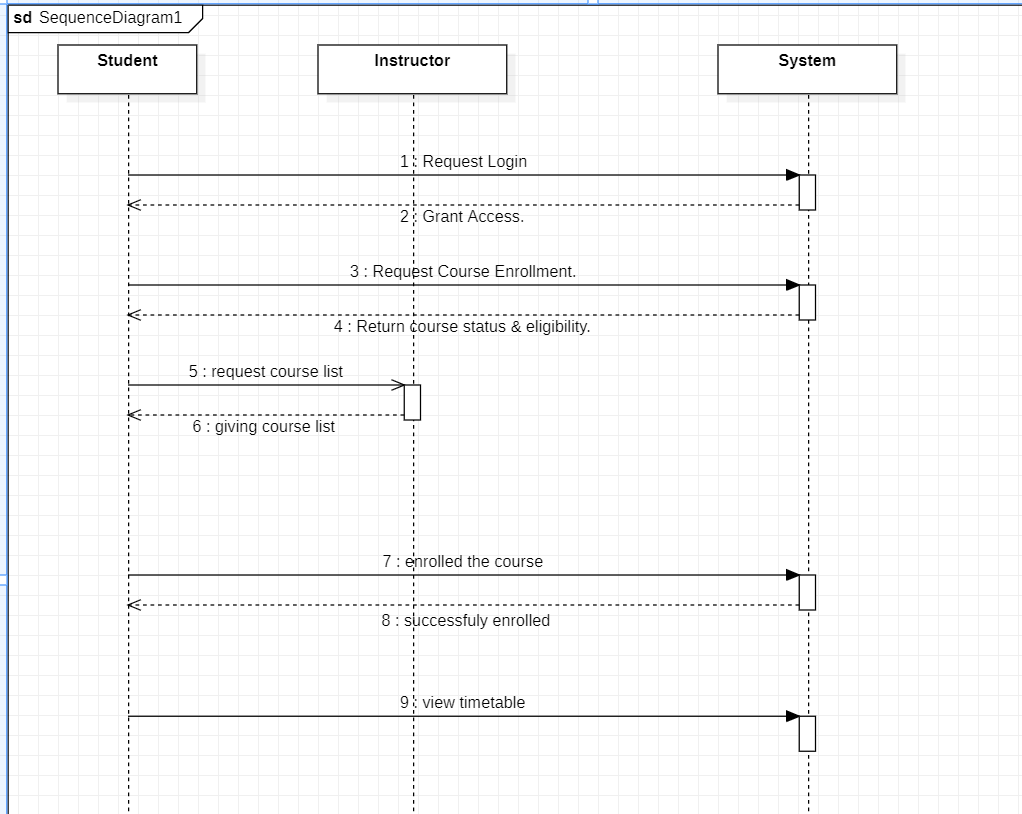 sd SequenceDiagram1
Student
Instructor
System
1 : Request Login
2 : Grant Access.
3 : Request Course Enrollment.
4 : Return course status & eligibility.
5 : request course list
6 : giving course list
7 : enrolled the course
8 : successfuly enrolled
9 : view timetable